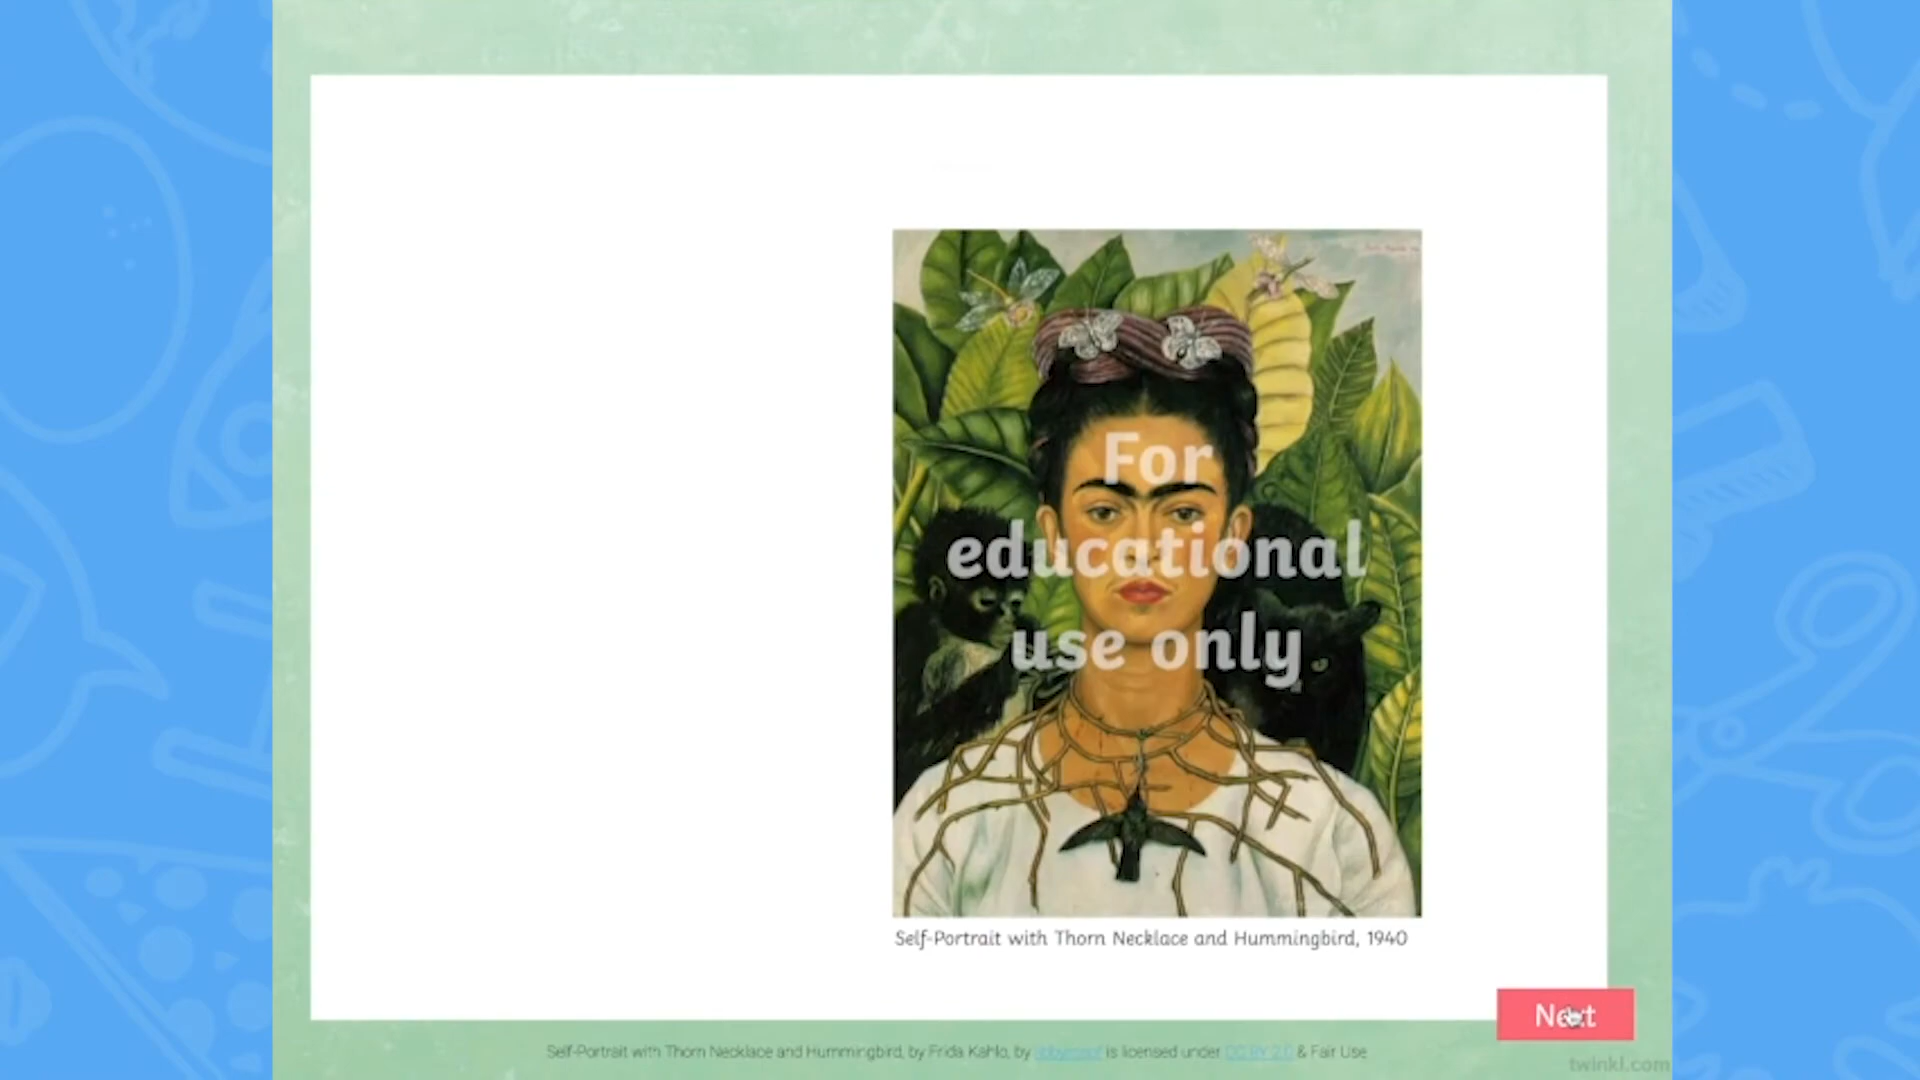 For
educational
use only
Self-Portrait with Thorn Necklace and Hummingbird, 1940
Next
Self-Portrait with Thorn Necklace and Hummingbird, by Frida Kahlo, by is licensed under CC BY 2.0 & Fair Use
twinkl.com